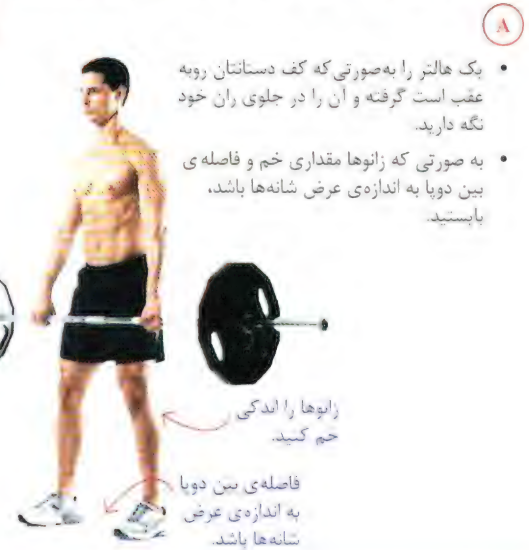 A
• یک هالتر را به‌صورتی‌که کف دستانتان روبه
عقب است گرفته و آن را در جلوی ران خود
نگه دارید.
• به صورتی که زانوها مقداری خم و فاصله‌ی
بین دوپا به اندازه‌ی عرض شانه‌ها باشد،
بایستید.
زانوها را اندکی
خم کنید.
فاصله‌ی بین دوپا
به اندازه‌ی عرض
شانه‌ها باشد.